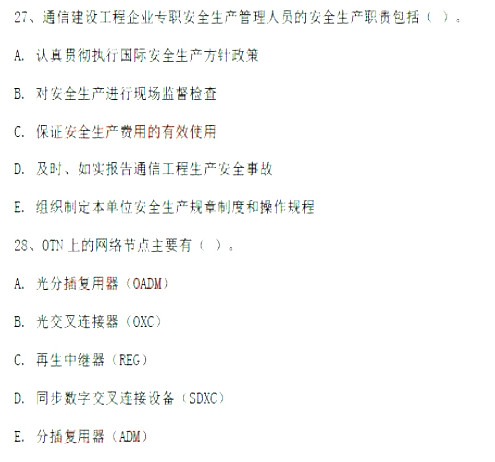 27、通信建设工程企业专职安全生产管理人员的安全生产职责包括（ ）。
A. 认真贯彻执行国际安全生产方针政策
B. 对安全生产进行现场监督检查
C. 保证安全生产费用的有效使用
D. 及时、如实报告通信工程生产安全事故
E. 组织制定本单位安全生产规章制度和操作规程
28、OTN 上的网络节点主要有（ ）。
A. 光分插复用器（OADM）
B. 光交叉连接器（OXC）
C. 再生中继器（REG）
D. 同步数字交叉连接设备（SDXC）
E. 分插复用器（ADM）